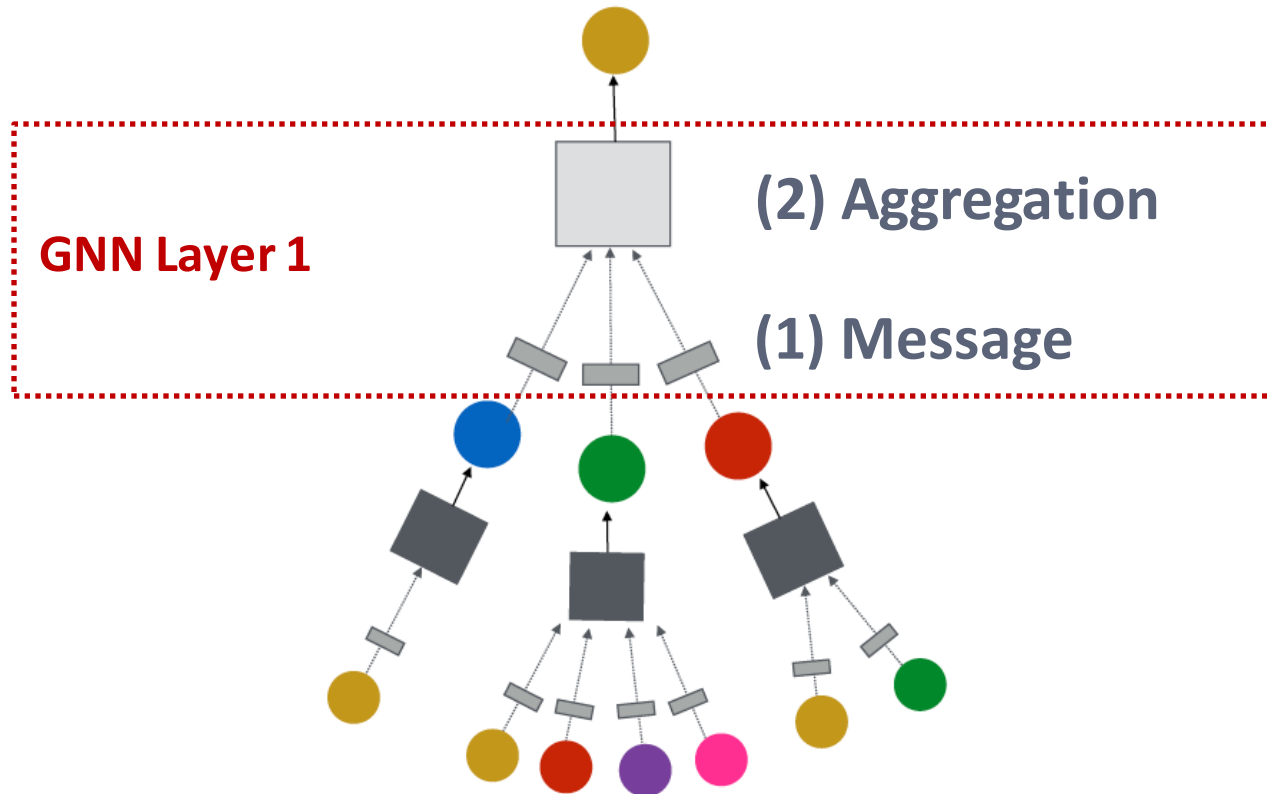 (2) Aggregation
GNN Layer 1
(1) Message